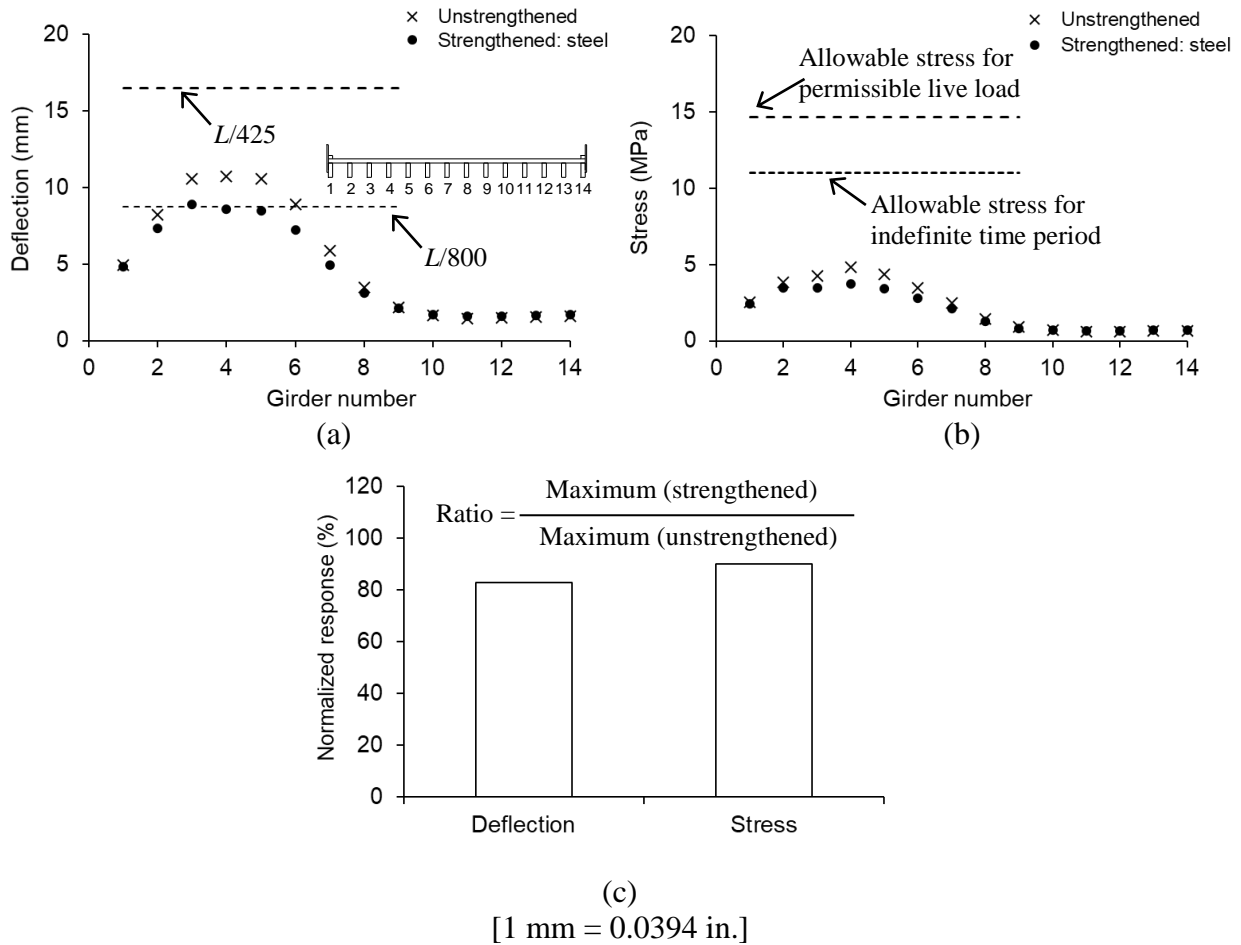 × Unstrengthened
● Strengthened: steel
20
15
10
5
0
Deflection (mm)
L/425
1 2 3 4 5 6 7 8 9 10 11 12 13 14
L/800
0 2 4 6 8 10 12 14
Girder number
(a)
× Unstrengthened
● Strengthened: steel
20
15
10
5
0
Stress (MPa)
Allowable stress for
permissible live load
Allowable stress for
indefinite time period
0 2 4 6 8 10 12 14
Girder number
(b)
120
100
80
60
40
20
0
Normalized response (%)
Maximum (strengthened)
Ratio =
Maximum (unstrengthened)
Deflection Stress
(c)
[1 mm = 0.0394 in.]